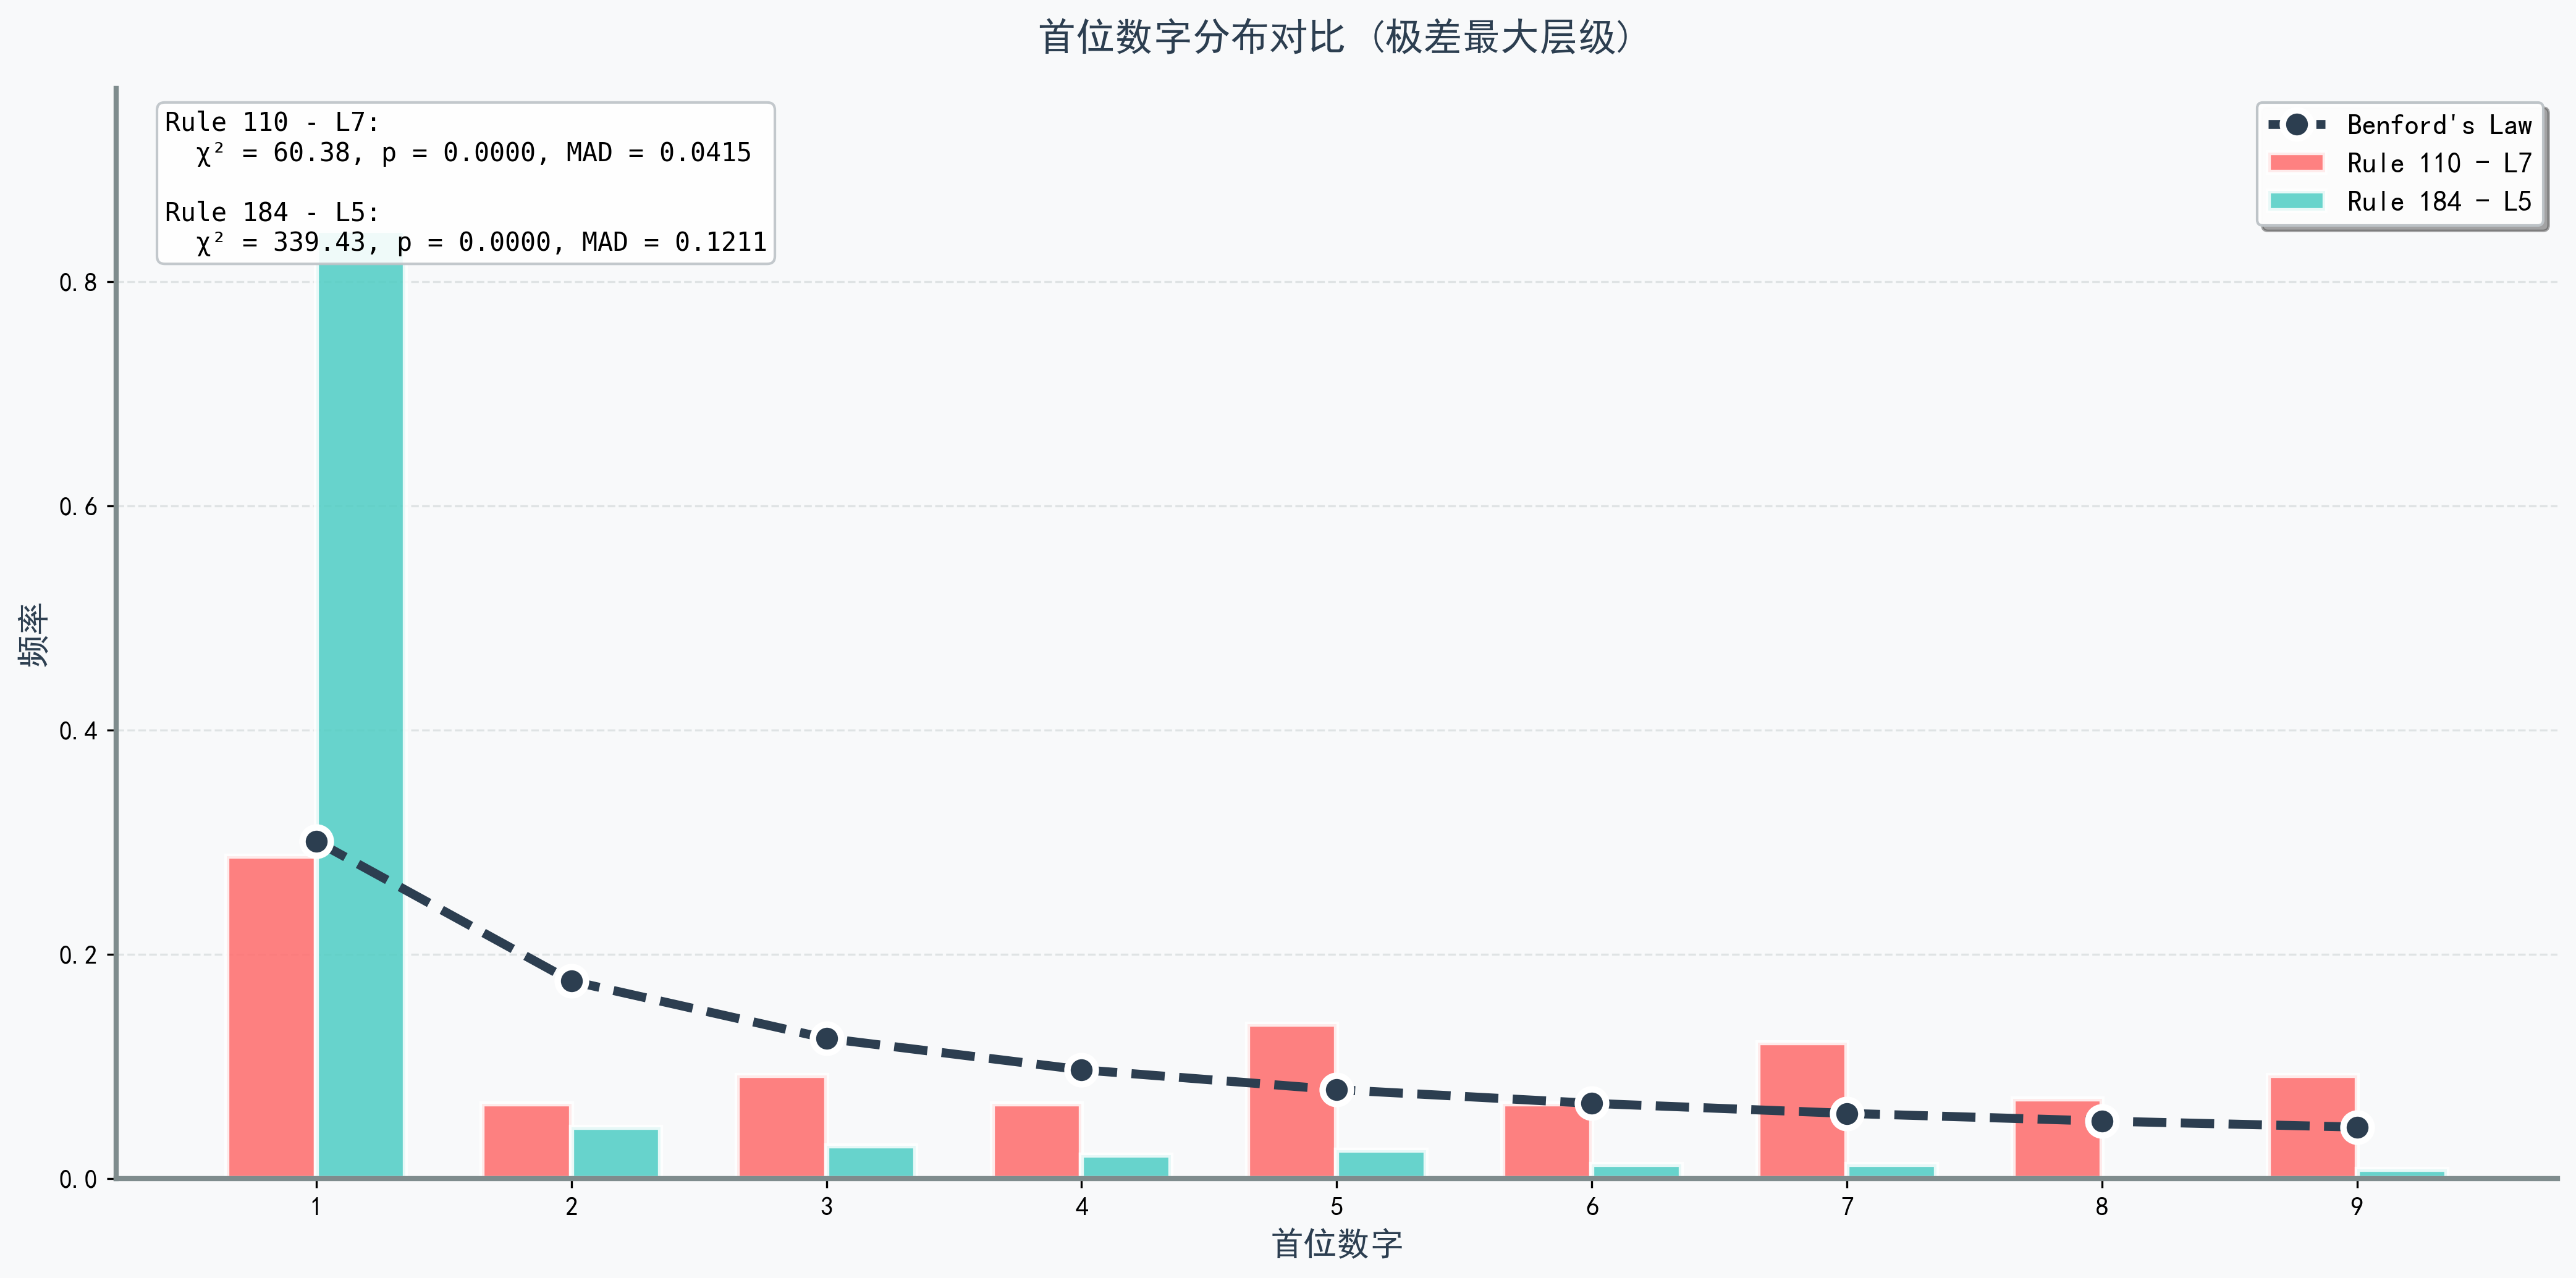 首位数字分布对比 (极差最大层级)
Rule 110 - L7:
χ² = 60.38, p = 0.0000, MAD = 0.0415
Rule 184 - L5:
χ² = 339.43, p = 0.0000, MAD = 0.1211
Benford's Law
Rule 110 - L7
Rule 184 - L5
频率
0.8
0.6
0.4
0.2
0.0
1 2 3 4 5 6 7 8 9
首位数字